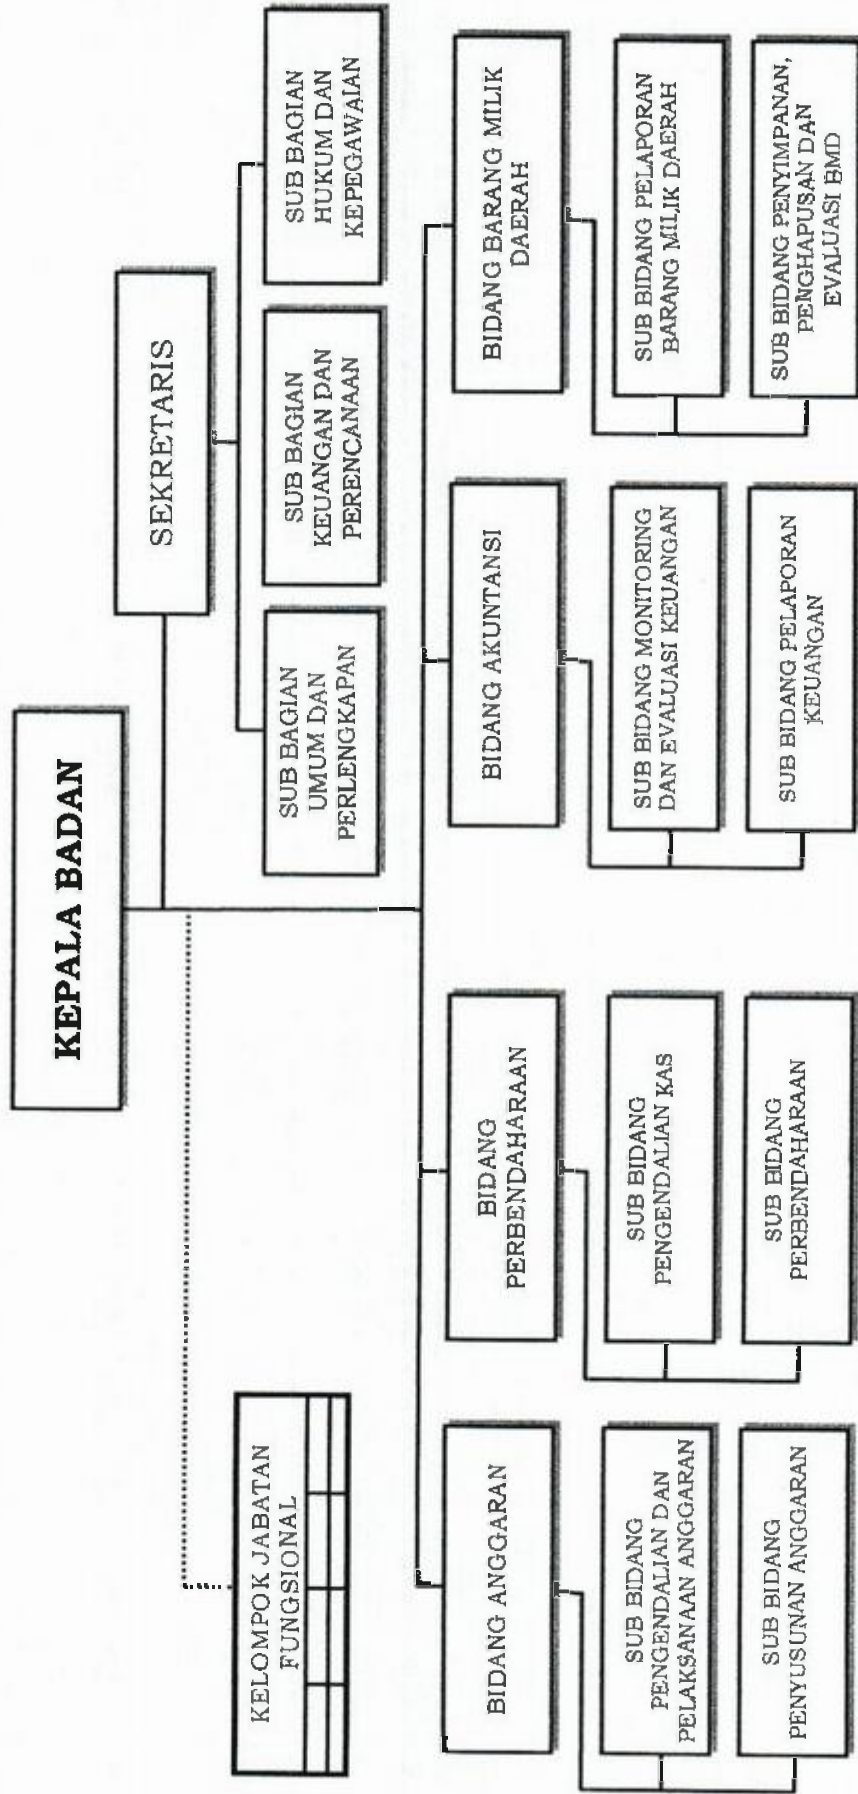 KEPALA BADAN
SEKRETARIS
KELOMPOK JABATAN
FUNGSIONAL
SUB BAGIAN
UMUM DAN
PERLENGKAPAN
SUB BAGIAN
KEUANGAN DAN
PERENCANAAN
SUB BAGIAN
HUKUM DAN
KEPEGAWAIAN
BIDANG ANGGARAN
BIDANG
PERBENDAHARAAN
BIDANG AKUNTANSI
BIDANG BARANG MILIK
DAERAH
SUB BIDANG
PENGENDALIAN DAN
PELAKSANAAN ANGGARAN
SUB BIDANG
PENGENDALIAN KAS
SUB BIDANG MONITORING
DAN EVALUASI KEUANGAN
SUB BIDANG PELAPORAN
BARANG MILIK DAERAH
SUB BIDANG
PENYUSUNAN ANGGARAN
SUB BIDANG
PERBENDAHARAAN
SUB BIDANG PELAPORAN
KEUANGAN
SUB BIDANG PENYIMPANAN,
PENGHAPUSAN DAN
EVALUASI BMD